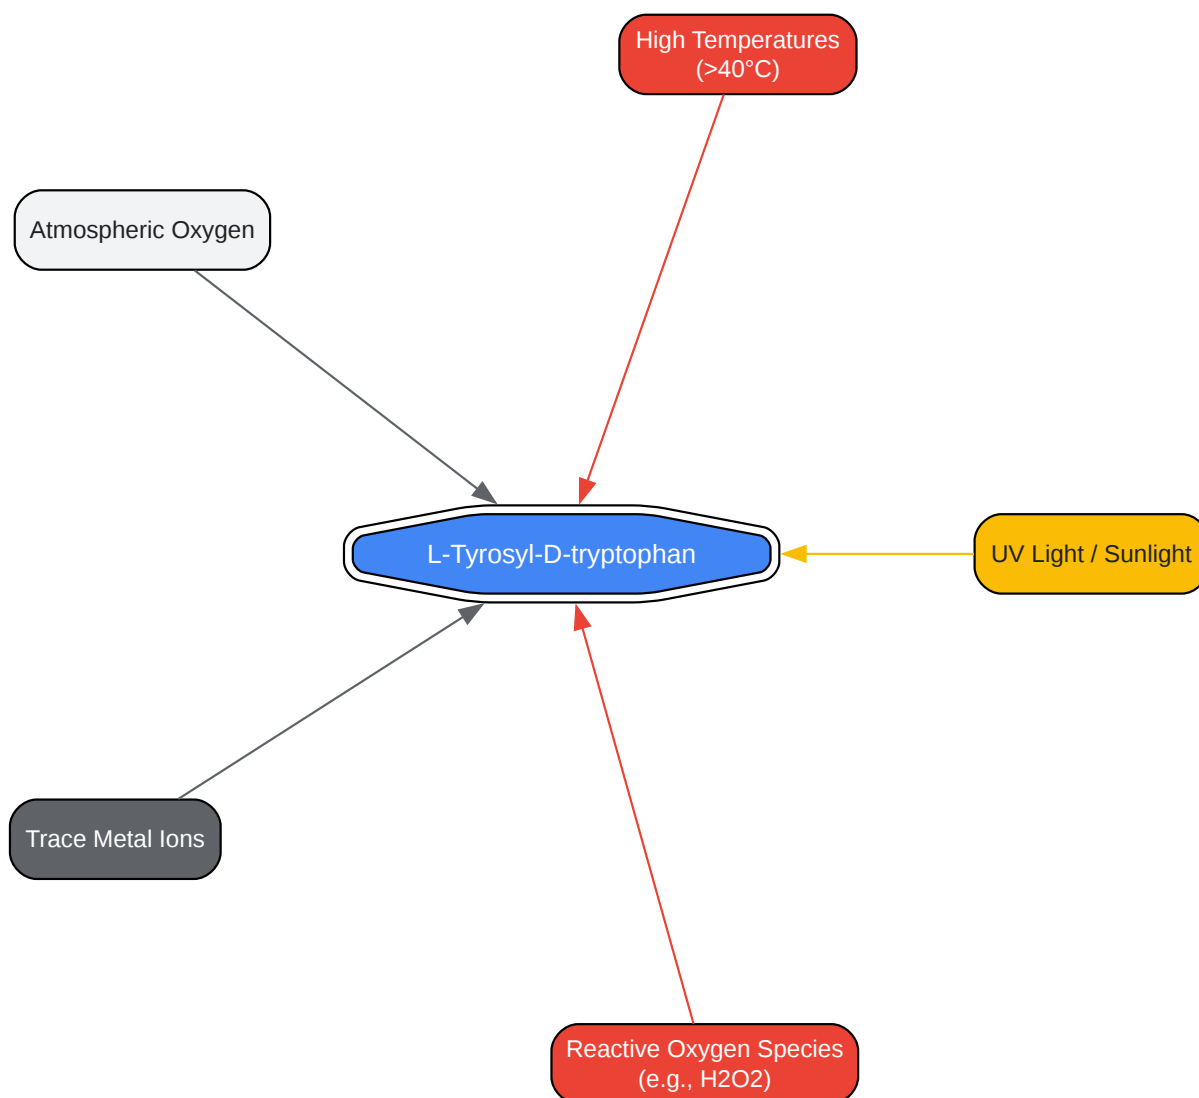 High Temperatures
(>40°C)
Atmospheric Oxygen
L-Tyrosyl-D-tryptophan
UV Light / Sunlight
Trace Metal Ions
Reactive Oxygen Species
(e.g., H2O2)